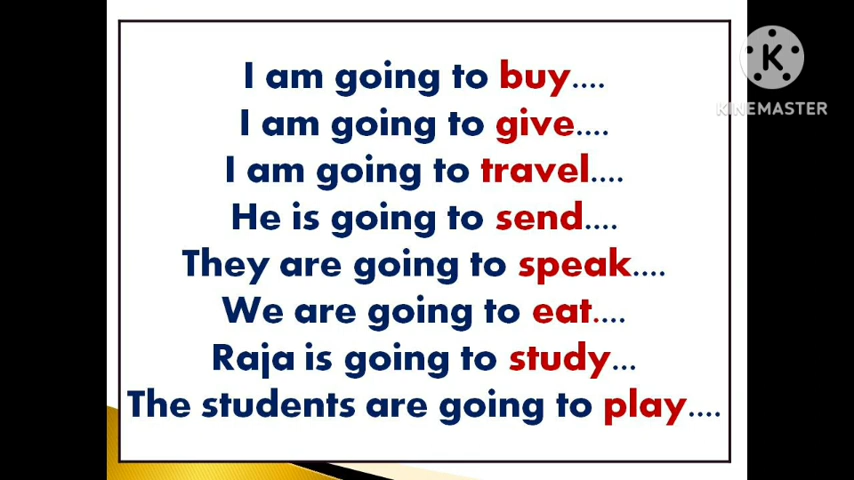 I am going to buy....
I am going to give....
I am going to travel....
He is going to send....
They are going to speak....
We are going to eat....
Raja is going to study...
The students are going to play....
K
KINEMASTER